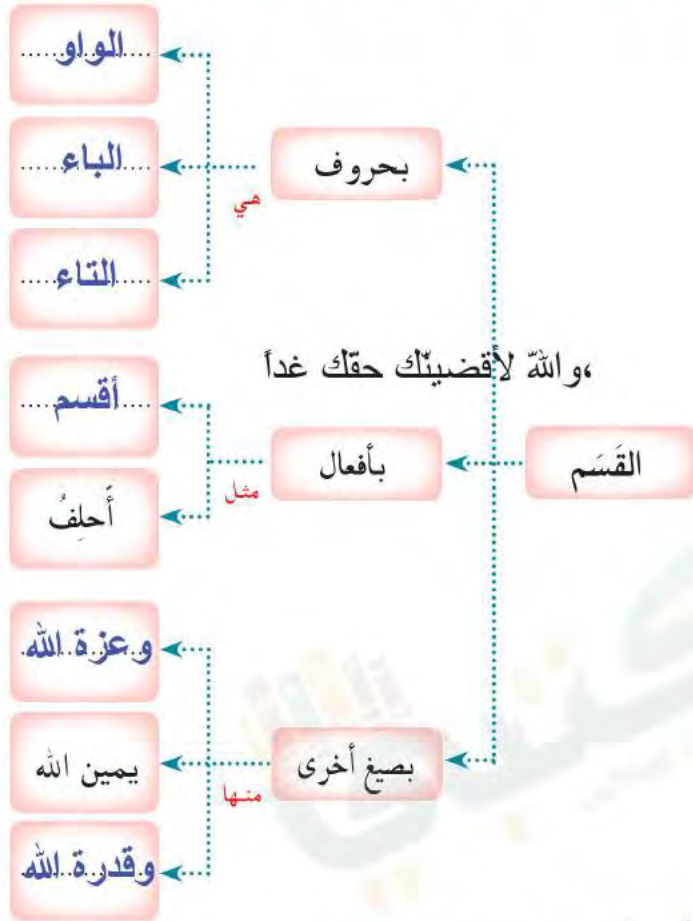 الواو
بحروف
الباء
هي
التاء
،والله لأقضينّك حقّك غداً
أقسم
القَسَم
بأفعال
مثل
أَحلِفُ
وعزة الله
بصيغ أخرى
يمين الله
منها
وقدرة الله